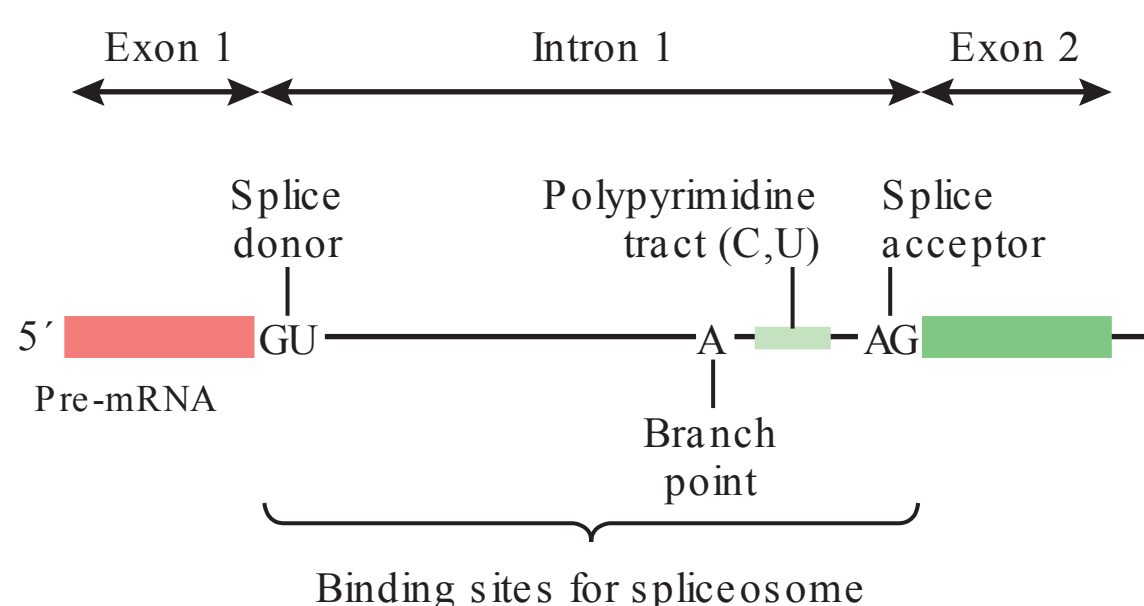 Exon 1
Intron 1
Exon 2
Splice
donor
Polypyrimidine
tract (C,U)
Splice
acceptor
5´
GU
A
AG
Pre-mRNA
Branch
point
Binding sites for spliceosome